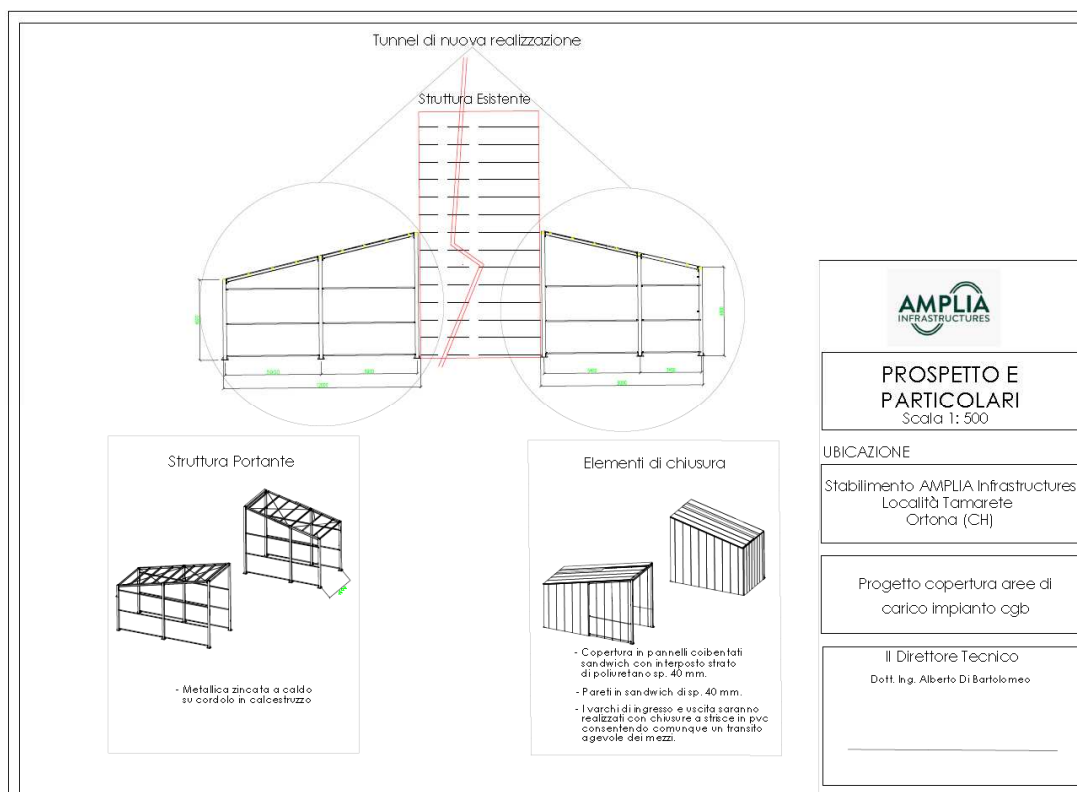 Tunnel di nuova realizzazione
Struttura Esistente
Struttura Portante
- Metallica zincata a caldo
su cordolo in calcestruzzo
Elementi di chiusura
- Copertura in pannelli coibentati
sandwich con interposto strato
di poliuretano sp. 40 mm.
- Pareti in sandwich di sp. 40 mm.
- I varchi di ingresso e uscita saranno
realizzati con chiusure a strisce in pvc
consentendo comunque un transito
agevole dei mezzi.
AMPLIA
INFRASTRUCTURES
PROSPETTO E
PARTICOLARI
Scala 1: 500
UBICAZIONE
Stabilimento AMPLIA Infrastructures
Località Tamarete
Ortona (CH)
Progetto copertura aree di
carico impianto cgb
Il Direttore Tecnico
Dott. Ing. Alberto Di Bartolomeo